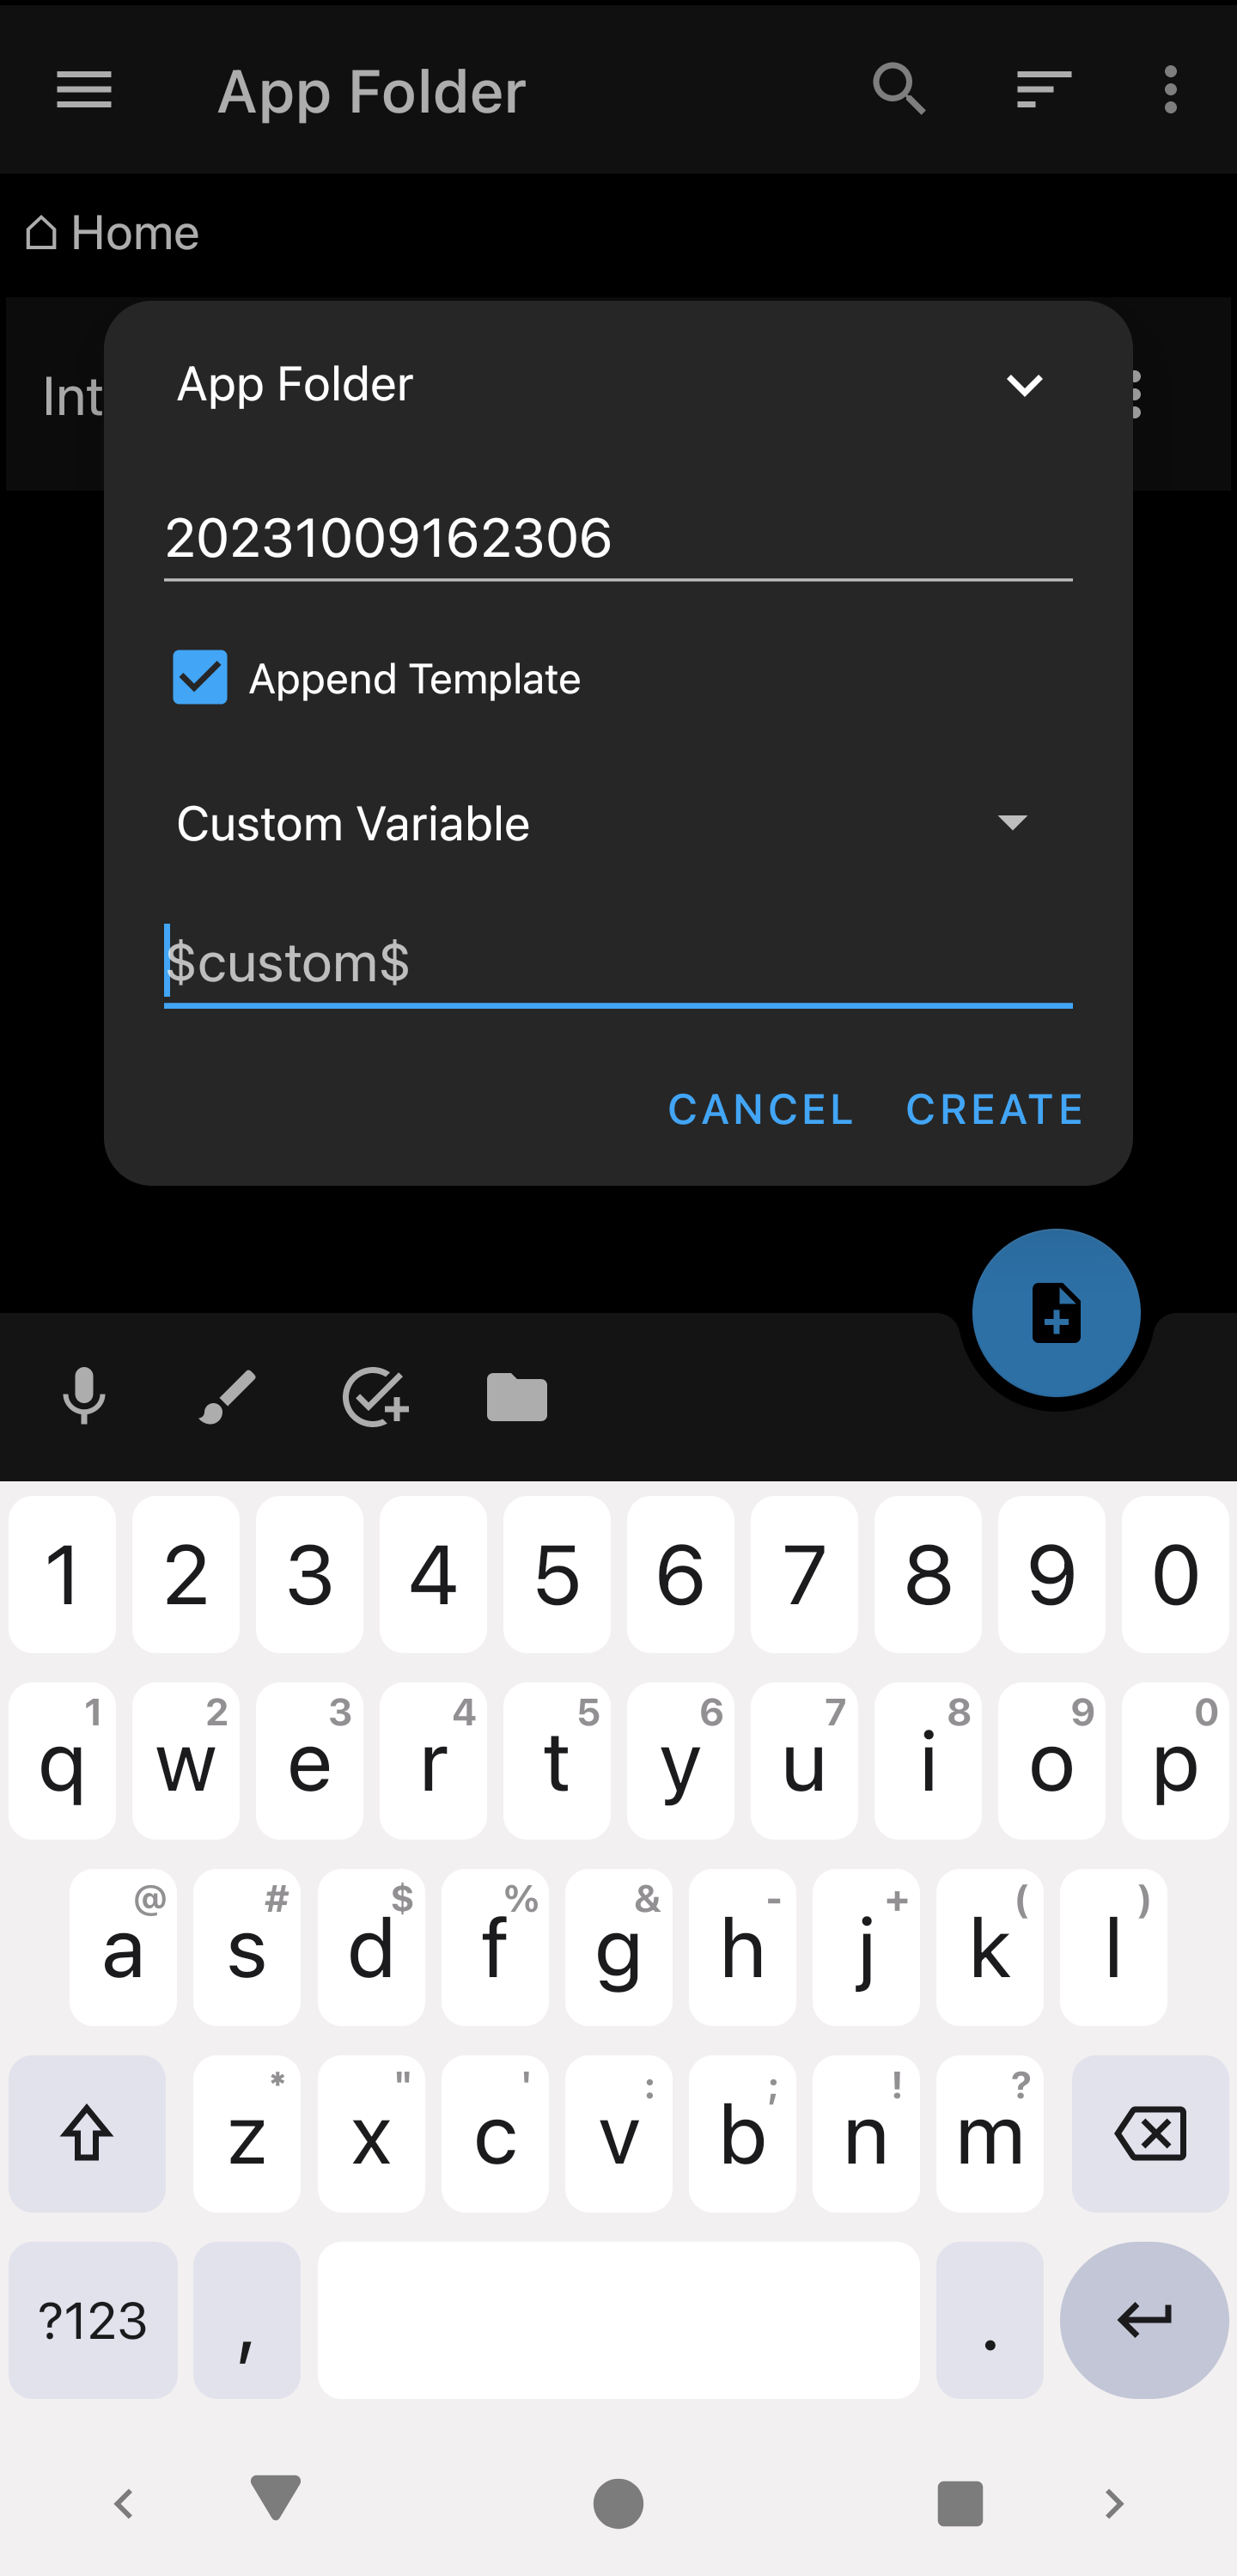 App Folder
Home
Int
App Folder
20231009162306
Append Template
Custom Variable
$custom$
CANCEL CREATE
1 2 3 4 5 6 7 8 9 0
1 2 3 4 5 6 7 8 9 0
q w e r t y u i o p
@ # $ % & - + ( )
a s d f g h j k l
* " ' : ; ! ?
z x c v b n m
?123 , .